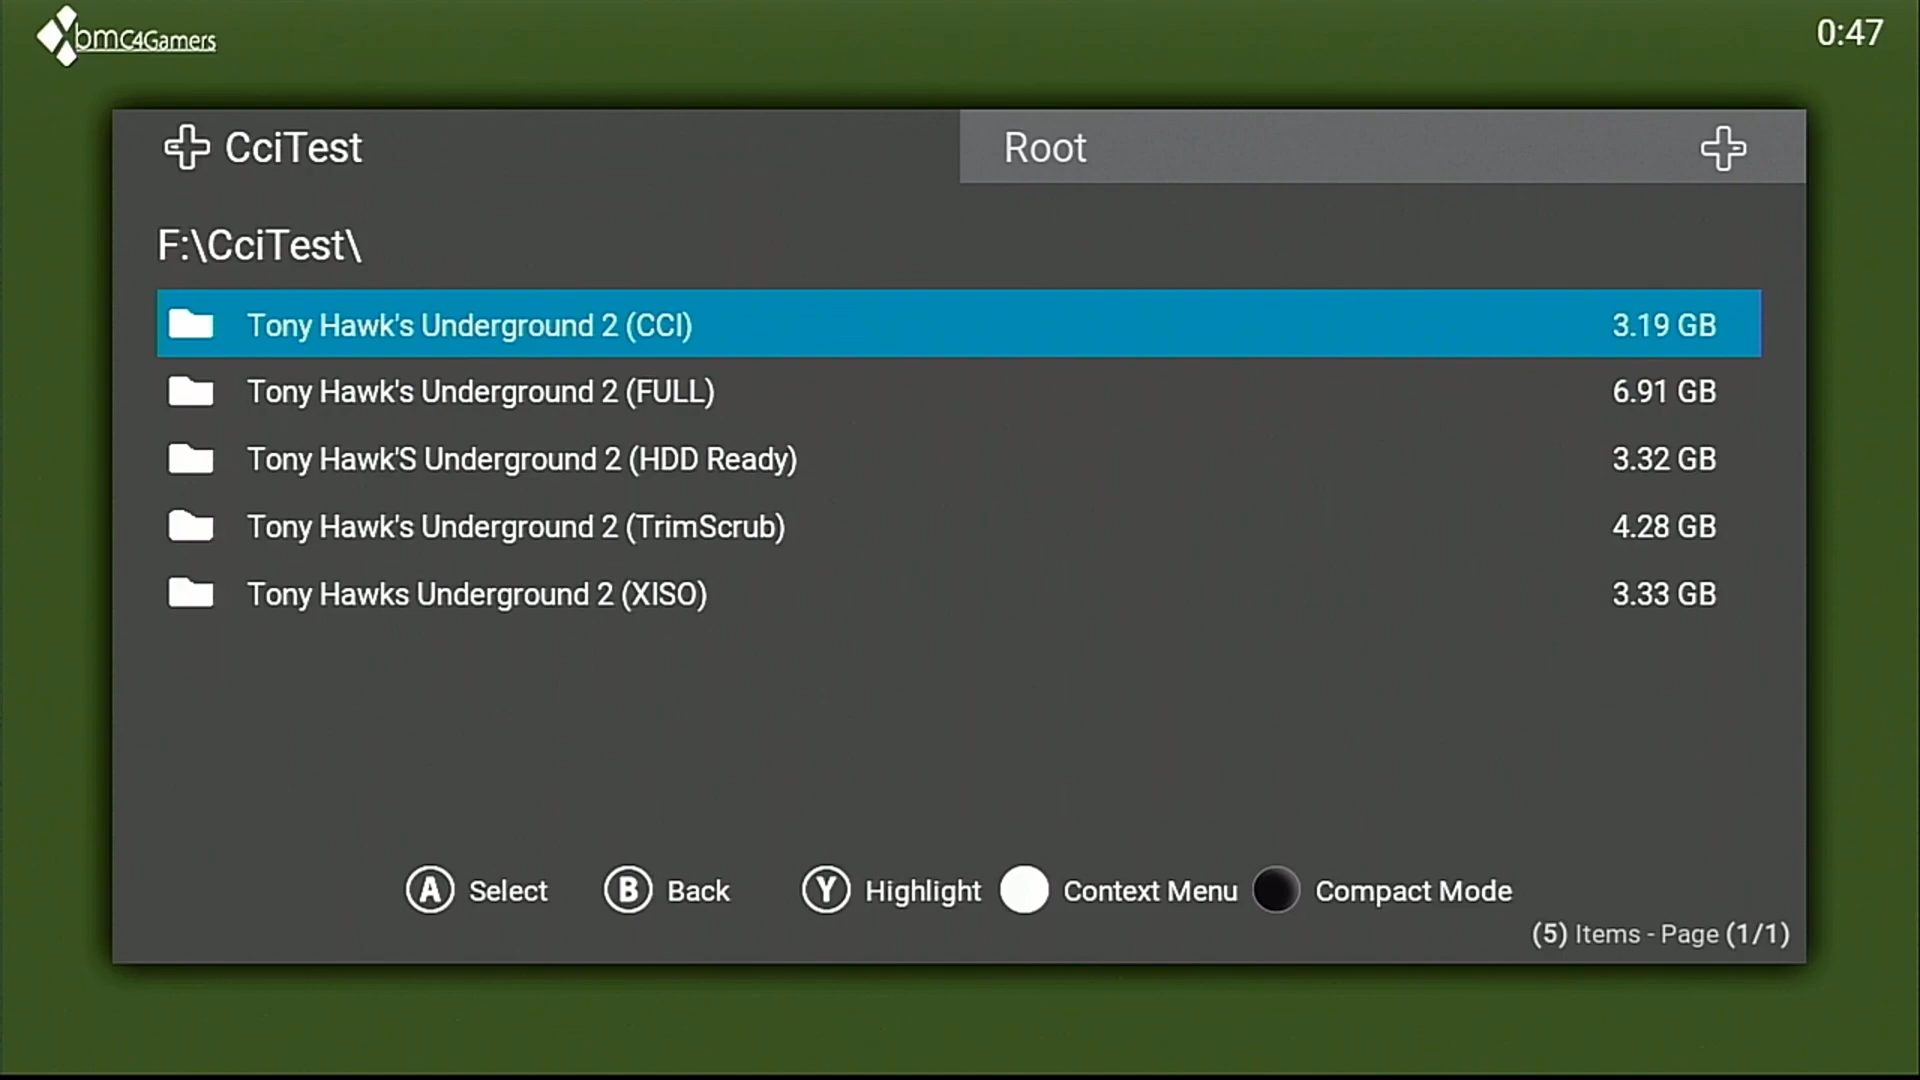 bmc4Gamers
0:47
CciTest
Root
F:\CciTest\
Tony Hawk's Underground 2 (CCI) 3.19 GB
Tony Hawk's Underground 2 (FULL) 6.91 GB
Tony Hawk'S Underground 2 (HDD Ready) 3.32 GB
Tony Hawk's Underground 2 (TrimScrub) 4.28 GB
Tony Hawks Underground 2 (XISO) 3.33 GB
A Select B Back Y Highlight Context Menu Compact Mode
(5) Items - Page (1/1)